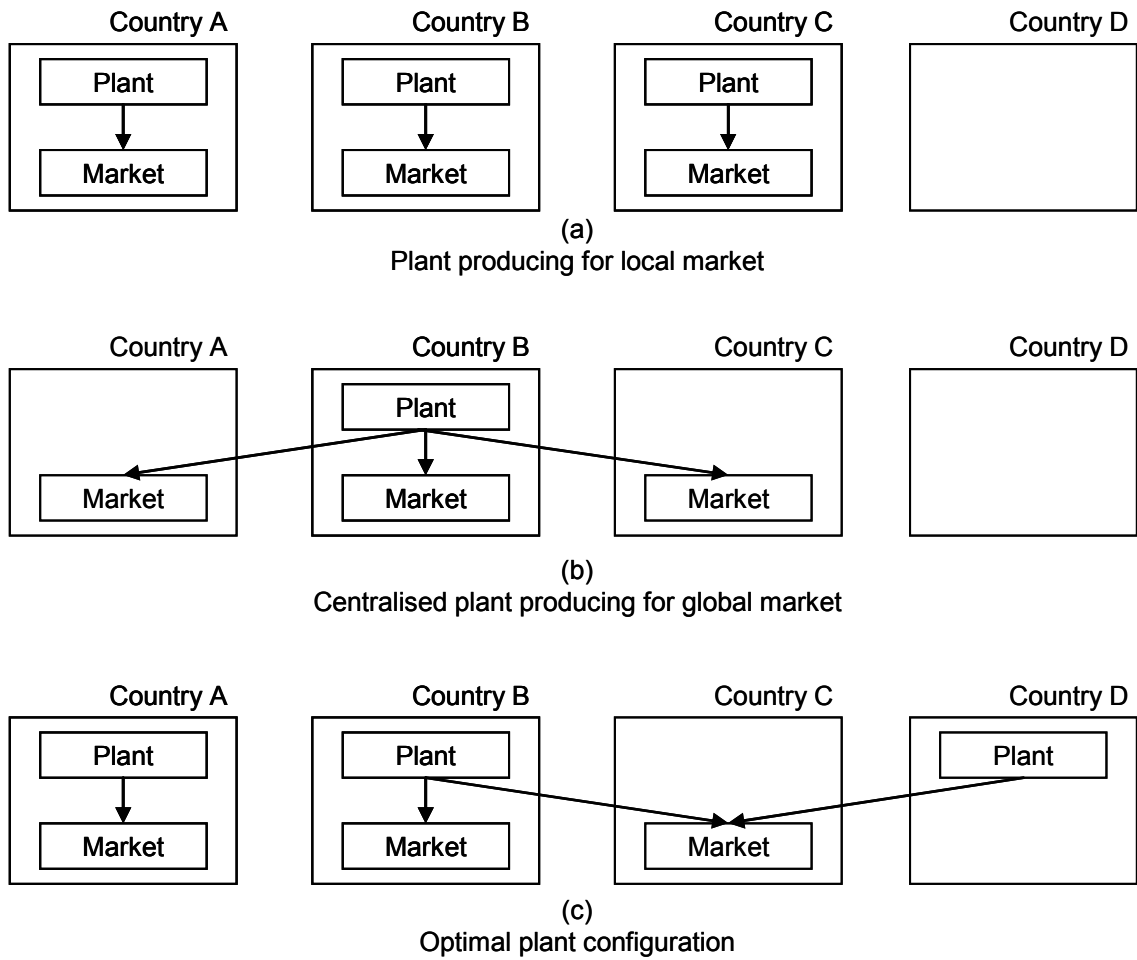 Country A
Country B
Country C
Country D
Plant
Plant
Plant
Market
Market
Market
(a)
Plant producing for local market
Country A
Country B
Country C
Country D
Plant
Market
Market
Market
(b)
Centralised plant producing for global market
Country A
Country B
Country C
Country D
Plant
Plant
Plant
Market
Market
Market
(c)
Optimal plant configuration